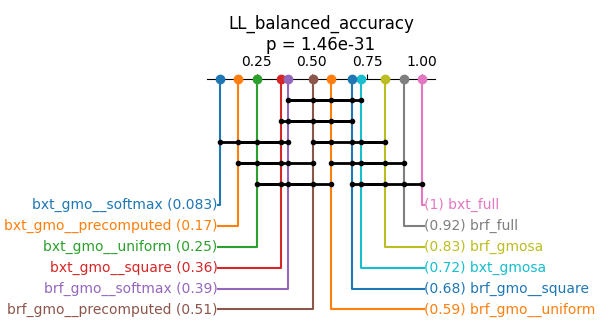 LL_balanced_accuracy
p = 1.46e-31
0.25 0.50 0.75 1.00
bxt_gmo__softmax (0.083) (1) bxt_full
bxt_gmo__precomputed (0.17) (0.92) brf_full
bxt_gmo__uniform (0.25) (0.83) brf_gmosa
bxt_gmo__square (0.36) (0.72) bxt_gmosa
brf_gmo__softmax (0.39) (0.68) brf_gmo__square
brf_gmo__precomputed (0.51) (0.59) brf_gmo__uniform